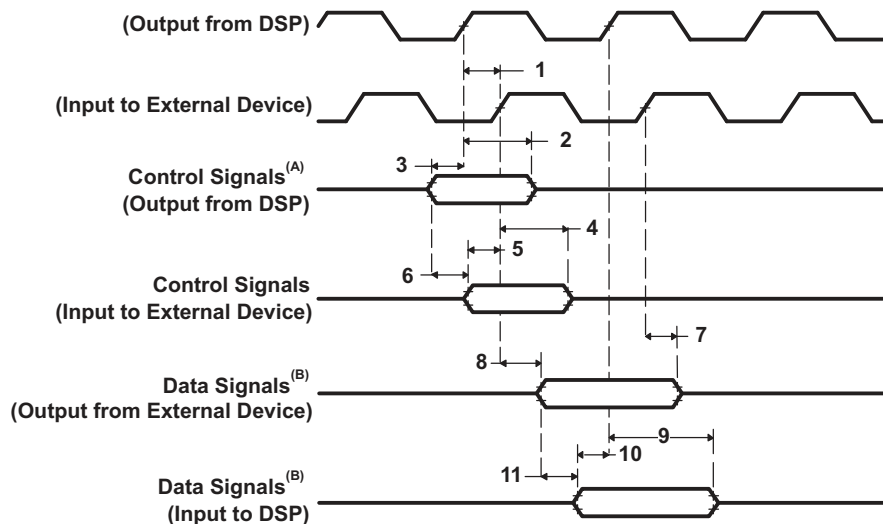 (Output from DSP)
1
(Input to External Device)
2
3
Control Signals(A)
(Output from DSP)
4
5
6
Control Signals
(Input to External Device)
7
8
Data Signals(B)
(Output from External Device)
9
10
11
Data Signals(B)
(Input to DSP)